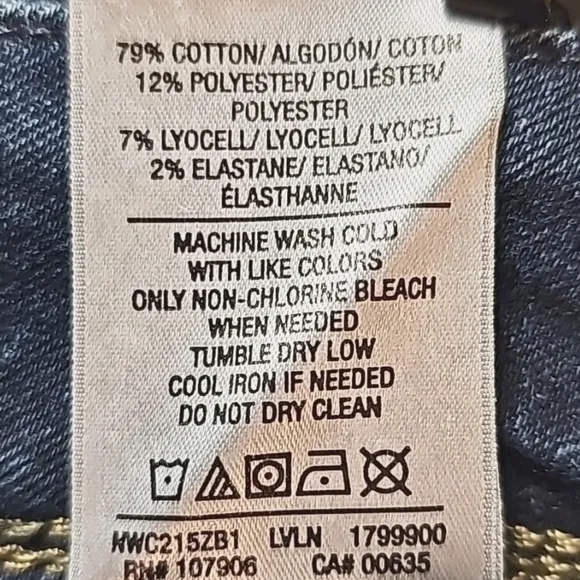 79% COTTON/ ALGODÓN/ COTON
12% POLYESTER/ POLIÉSTER/
POLYESTER
7% LYOCELL/ LYOCELL/ LYOCELL
2% ELASTANE/ ELASTANO/
ÉLASTHANNE
MACHINE WASH COLD
WITH LIKE COLORS
ONLY NON-CHLORINE BLEACH
WHEN NEEDED
TUMBLE DRY LOW
COOL IRON IF NEEDED
DO NOT DRY CLEAN
HWC215ZB1 LVLN 1799900
RN# 107906 CA# 00635